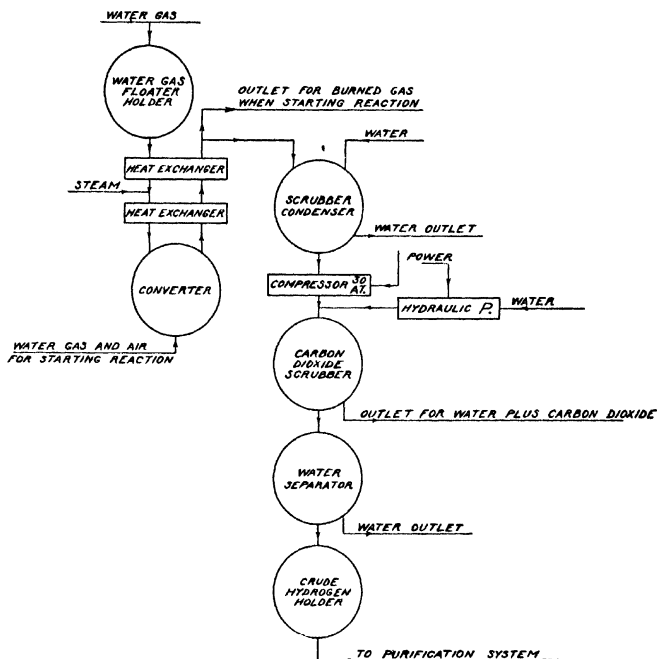 WATER GAS
WATER GAS
FLOATER
HOLDER
OUTLET FOR BURNED GAS
WHEN STARTING REACTION
WATER
HEAT EXCHANGER
STEAM
HEAT EXCHANGER
SCRUBBER
CONDENSER
WATER OUTLET
CONVERTER
POWER
COMPRESSOR 30
AT.
HYDRAULIC P.
WATER
WATER GAS AND AIR
FOR STARTING REACTION
CARBON
DIOXIDE
SCRUBBER
OUTLET FOR WATER PLUS CARBON DIOXIDE
WATER
SEPARATOR
WATER OUTLET
CRUDE
HYDROGEN
HOLDER
TO PURIFICATION SYSTEM